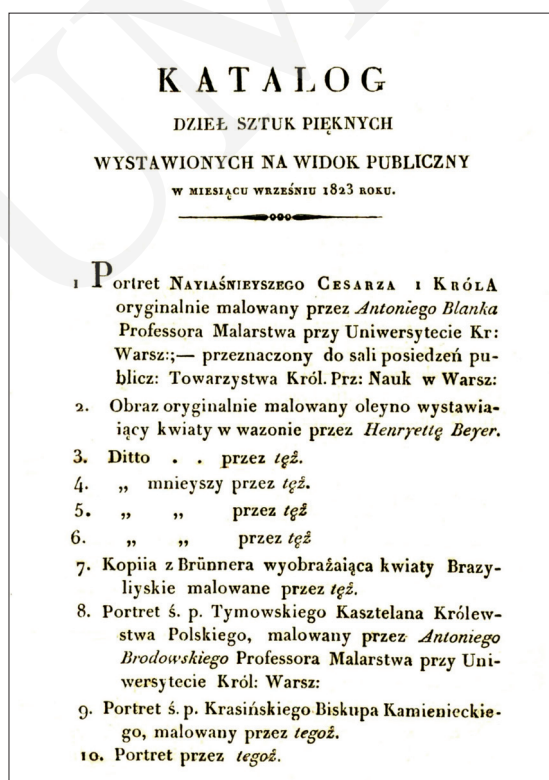 KATALOG
DZIEŁ SZTUK PIĘKNYCH
WYSTAWIONYCH NA WIDOK PUBLICZNY
W MIESIĄCU WRZEŚNIU 1823 ROKU.
1 Portret NAYIAŚNIEYSZEGO CESARZA I KRÓLA
oryginalnie malowany przez Antoniego Blanka
Professora Malarstwa przy Uniwersytecie Kr:
Warsz:;— przeznaczony do sali posiedzeń pu-
blicz: Towarzystwa Król. Prz: Nauk w Warsz:
2. Obraz oryginalnie malowany oleyno wystawia-
iący kwiaty w wazonie przez Henryettę Beyer.
3. Ditto . . przez tęż.
4. „ mnieyszy przez tęż.
5. „ „ przez tęż
6. „ „ przez tęż
7. Kopiia z Brünnera wyobrażaiąca kwiaty Brazy-
liyskie malowane przez tęż.
8. Portret ś. p. Tymowskiego Kasztelana Królew-
stwa Polskiego, malowany przez Antoniego
Brodowskiego Professora Malarstwa przy Uni-
wersytecie Król: Warsz:
9. Portret ś. p. Krasińskiego Biskupa Kamienieckie-
go, malowany przez tegoż.
10. Portret przez tegoż.